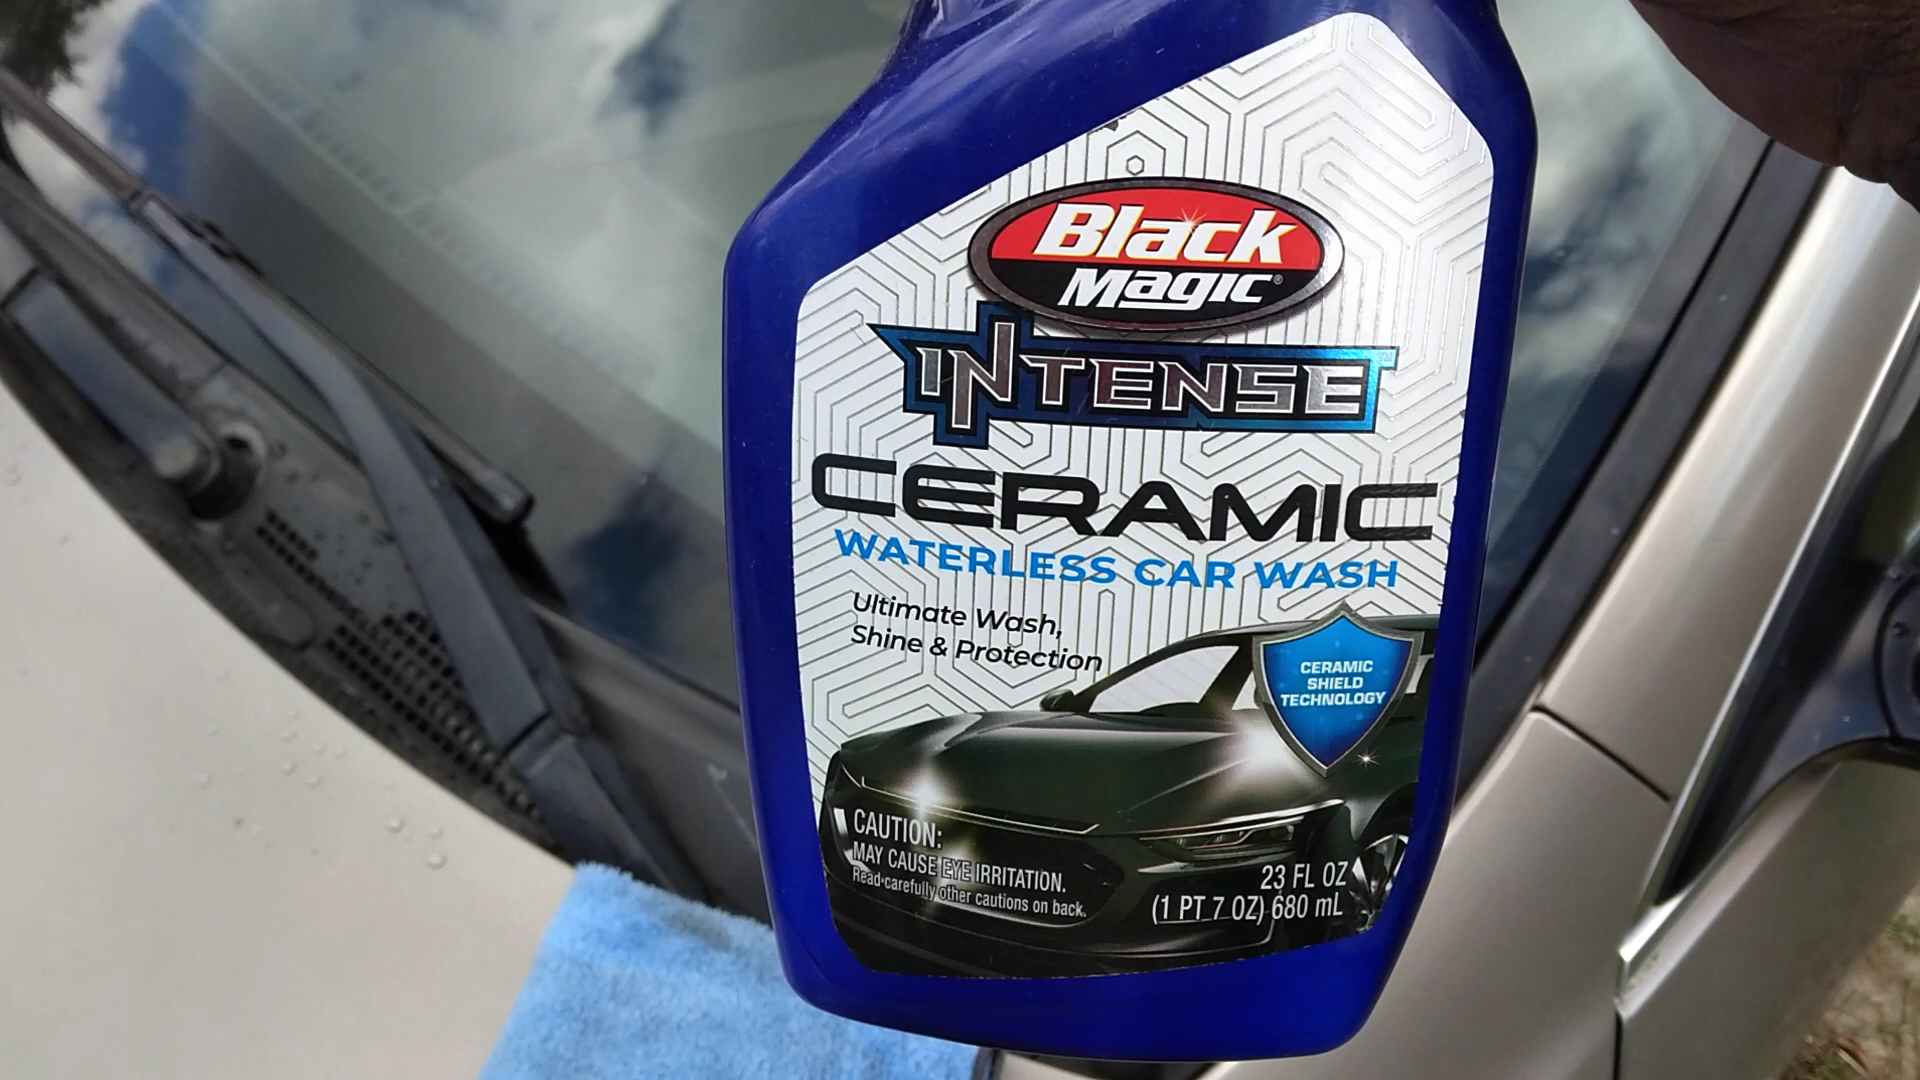 Black
Magic®
INTENSE™
CERAMIC
WATERLESS CAR WASH
Ultimate Wash,
Shine & Protection
CERAMIC
SHIELD
TECHNOLOGY
CAUTION:
MAY CAUSE EYE IRRITATION.
Read carefully other cautions on back.
23 FL OZ
(1 PT 7 OZ) 680 mL